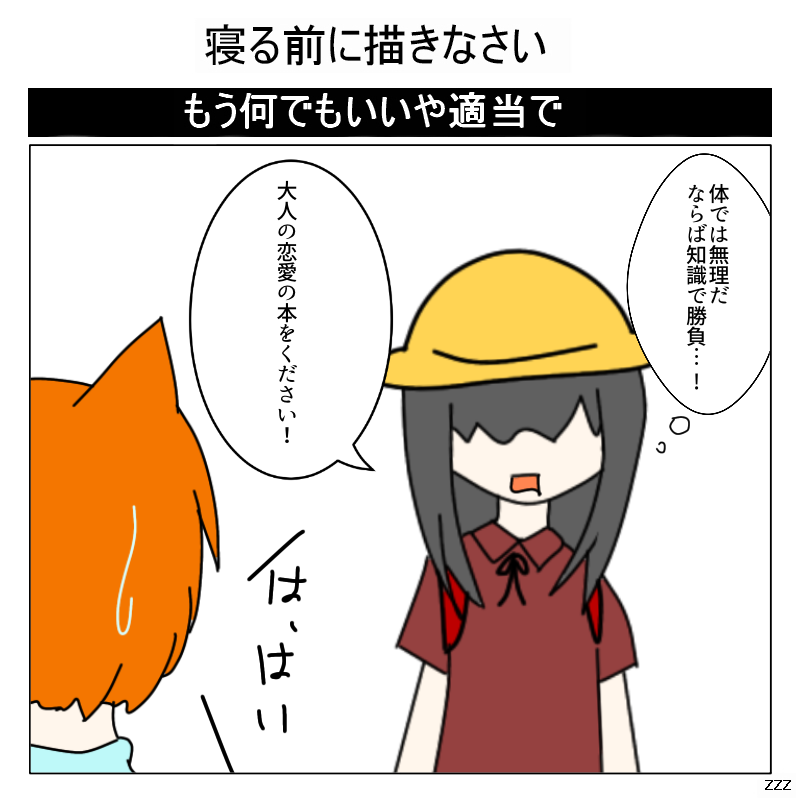 寝る前に描きなさい
もう何でもいいや適当で
体では無理だ
ならば知識で勝負…！
大人の恋愛の本をください！
は、はい
zzz